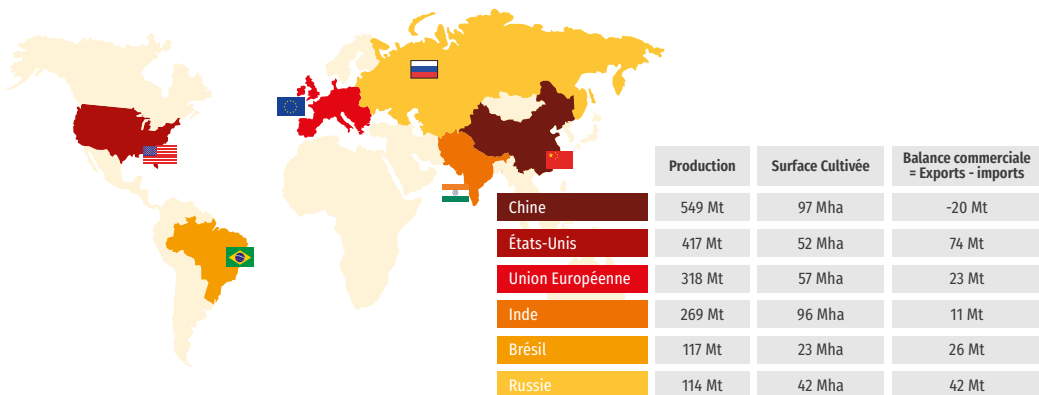 Production Surface Cultivée Balance commerciale
= Exports - imports
Chine 549 Mt 97 Mha -20 Mt
États-Unis 417 Mt 52 Mha 74 Mt
Union Européenne 318 Mt 57 Mha 23 Mt
Inde 269 Mt 96 Mha 11 Mt
Brésil 117 Mt 23 Mha 26 Mt
Russie 114 Mt 42 Mha 42 Mt